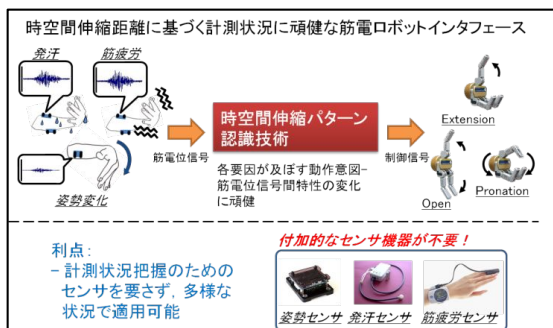 時空間伸縮距離に基づく計測状況に頑健な筋電ロボットインタフェース
発汗
筋疲労
姿勢変化
筋電位信号
時空間伸縮パターン
認識技術
各要因が及ぼす動作意図-
筋電位信号間特性の変化
に頑健
制御信号
Extension
Open
Pronation
利点:
- 計測状況把握のための
センサを要さず, 多様な
状況で適用可能
付加的なセンサ機器が不要!
姿勢センサ
発汗センサ
筋疲労センサ